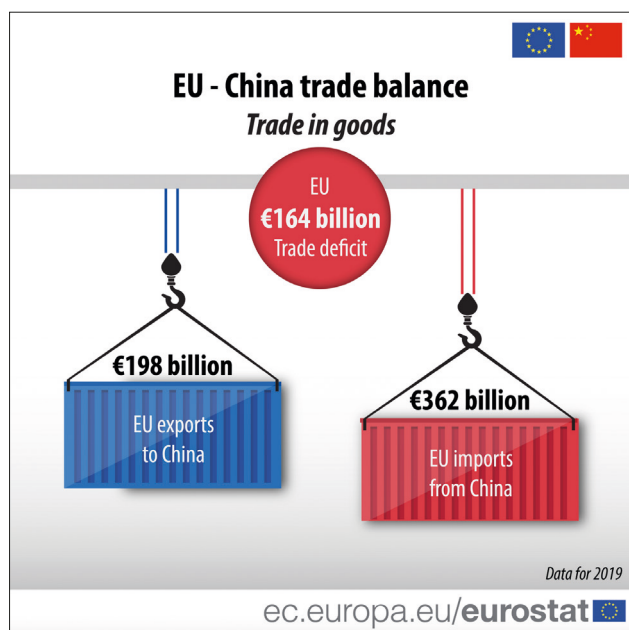 EU - China trade balance
Trade in goods
EU
€164 billion
Trade deficit
€198 billion
EU exports
to China
€362 billion
EU imports
from China
Data for 2019
ec.europa.eu/eurostat